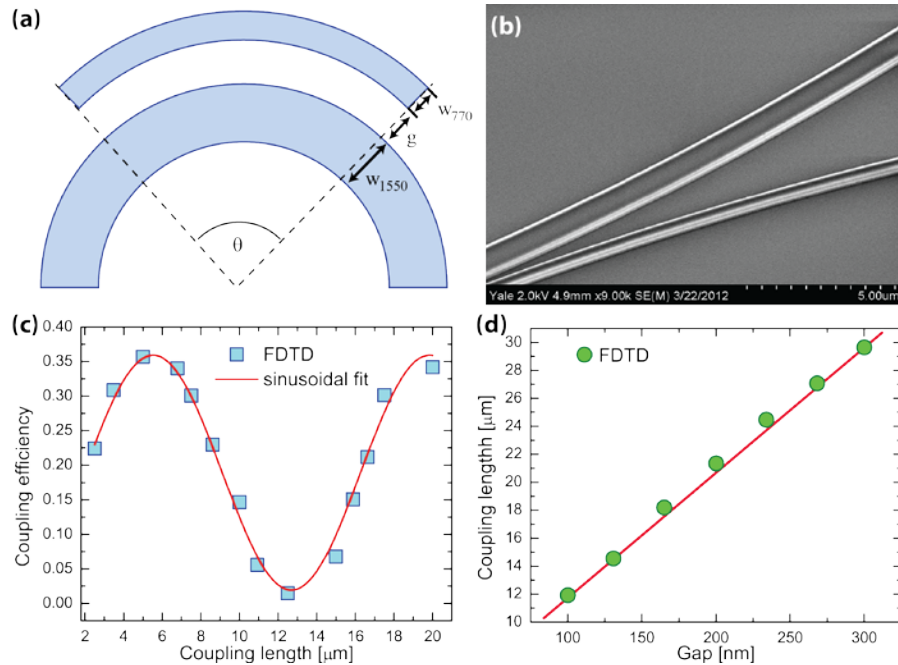 (a)
w770
g
w1550
θ
(b)
Yale 2.0kV 4.9mm x9.00k SE(M) 3/22/2012 5.00um
(c)
0.40
0.35
0.30
0.25
0.20
0.15
0.10
0.05
0.00
Coupling efficiency
FDTD
sinusoidal fit
2 4 6 8 10 12 14 16 18 20
Coupling length [μm]
(d)
30
28
26
24
22
20
18
16
14
12
10
Coupling lengthh [μm]
FDTD
100 150 200 250 300
Gap [nm]